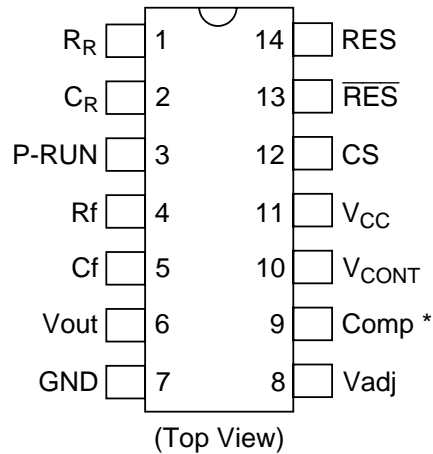 R_R 1 14 RES
C_R 2 13 R̅E̅S̅
P-RUN 3 12 CS
Rf 4 11 V_CC
Cf 5 10 V_CONT
Vout 6 9 Comp *
GND 7 8 Vadj
(Top View)